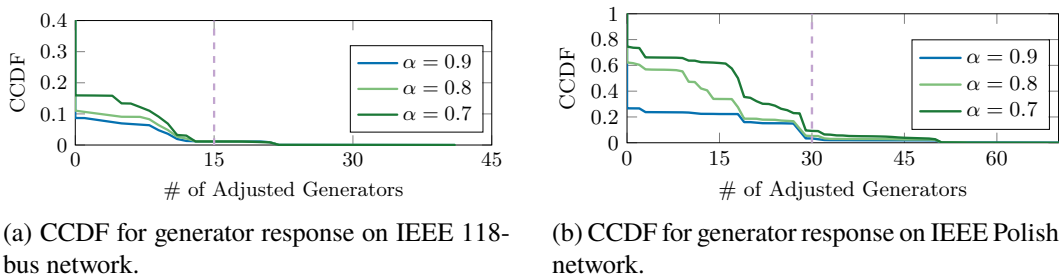 0.4
0.3
0.2
0.1
0
CCDF
α = 0.9
α = 0.8
α = 0.7
0 15 30 45
# of Adjusted Generators
(a) CCDF for generator response on IEEE 118-
bus network.
1
0.8
0.6
0.4
0.2
0
CCDF
α = 0.9
α = 0.8
α = 0.7
0 15 30 45 60
# of Adjusted Generators
(b) CCDF for generator response on IEEE Polish
network.